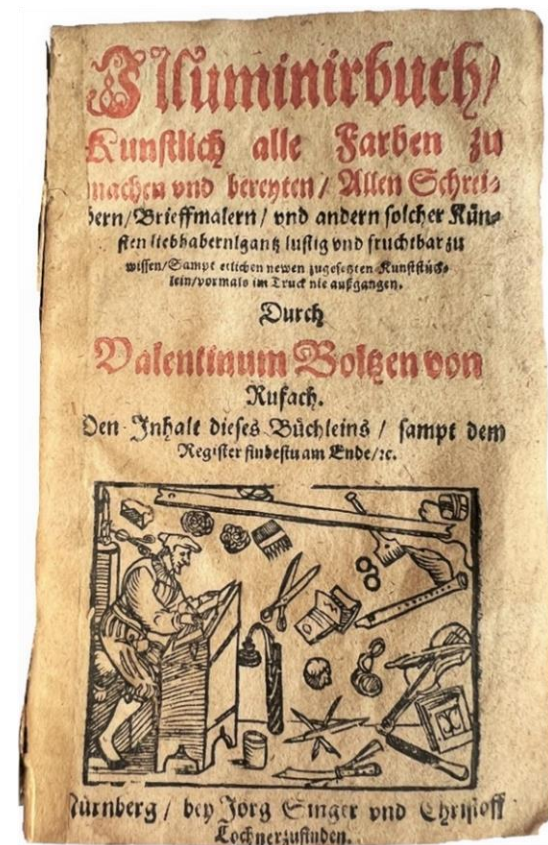 Illuminirbuch/
Kunstlich alle Farben zu
machen vnd bereyten / Allen Schrei⸗
bern/Brieffmalern / vnd andern solcher Kün⸗
sten liebhabern/gantz lustig vnd fruchtbar zu
wissen/Sampt etlichen newen zugesetzten Kunststück⸗
lein/vormals im Truck nie außgangen.
Durch
Valentinum Boltzen von
Rufach.
Den Inhalt dieses Büchleins / sampt dem
Register findestu am Ende/ꝛc.
Nürnberg / bey Jörg Singer vnd Christoff
Lochner zufinden.